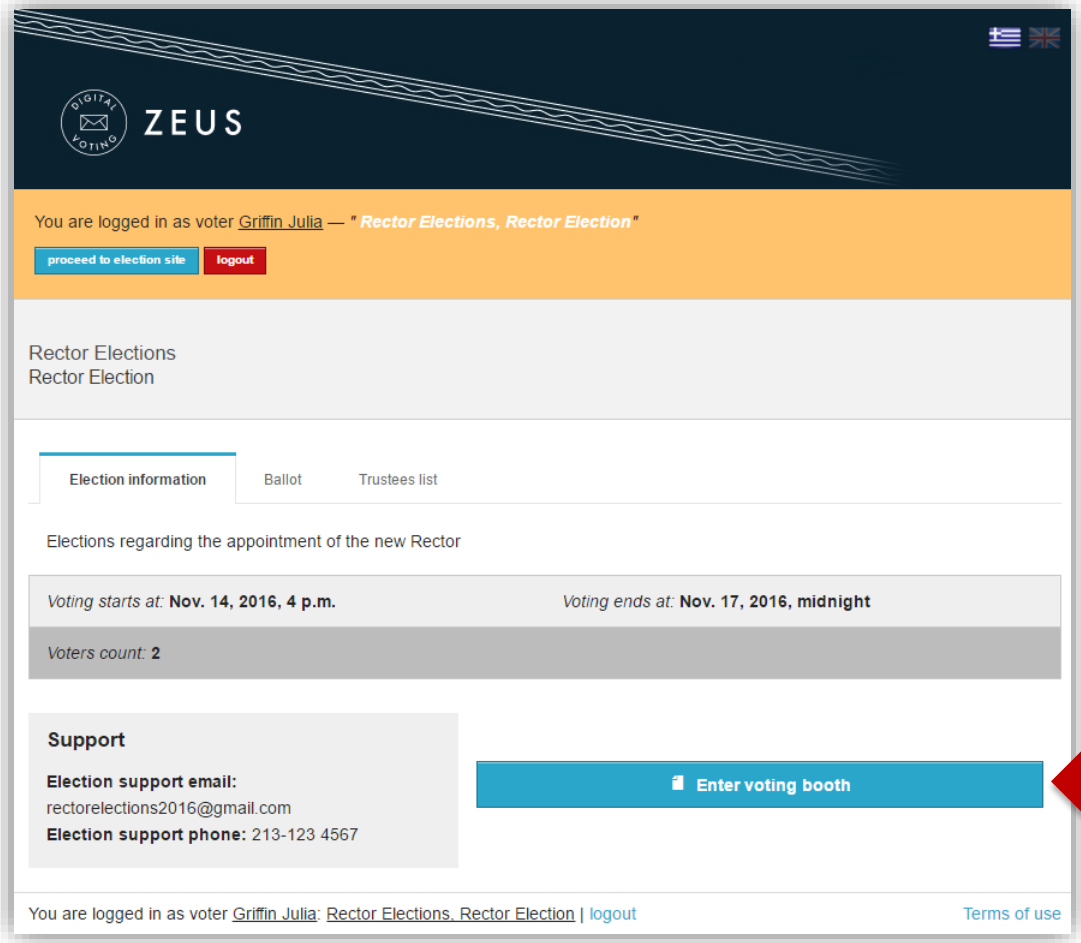 DIGITAL VOTING
ZEUS
You are logged in as voter Griffin Julia — " Rector Elections, Rector Election"
proceed to election site logout
Rector Elections
Rector Election
Election information Ballot Trustees list
Elections regarding the appointment of the new Rector
Voting starts at: Nov. 14, 2016, 4 p.m. Voting ends at: Nov. 17, 2016, midnight
Voters count: 2
Support
Election support email:
rectorelections2016@gmail.com
Election support phone: 213-123 4567
Enter voting booth
You are logged in as voter Griffin Julia: Rector Elections, Rector Election | logout Terms of use